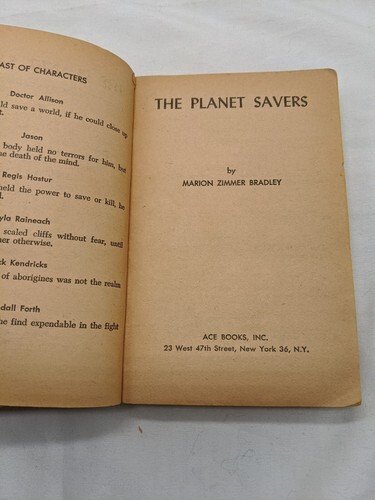 AST OF CHARACTERS
Doctor Allison
ld save a world, if he could
t.
Jason
body held no terrors for him, but
he death of the mind.
Regis Hastur
held the power to save or kill, he
d.
yla Raineach
scaled cliffs without fear, until
her otherwise.
ck Kendricks
of aborigines was not the realm
dall Forth
he find expendable in the fight
THE PLANET SAVERS
by
MARION ZIMMER BRADLEY
ACE BOOKS, INC.
23 West 47th Street, New York 36, N.Y.